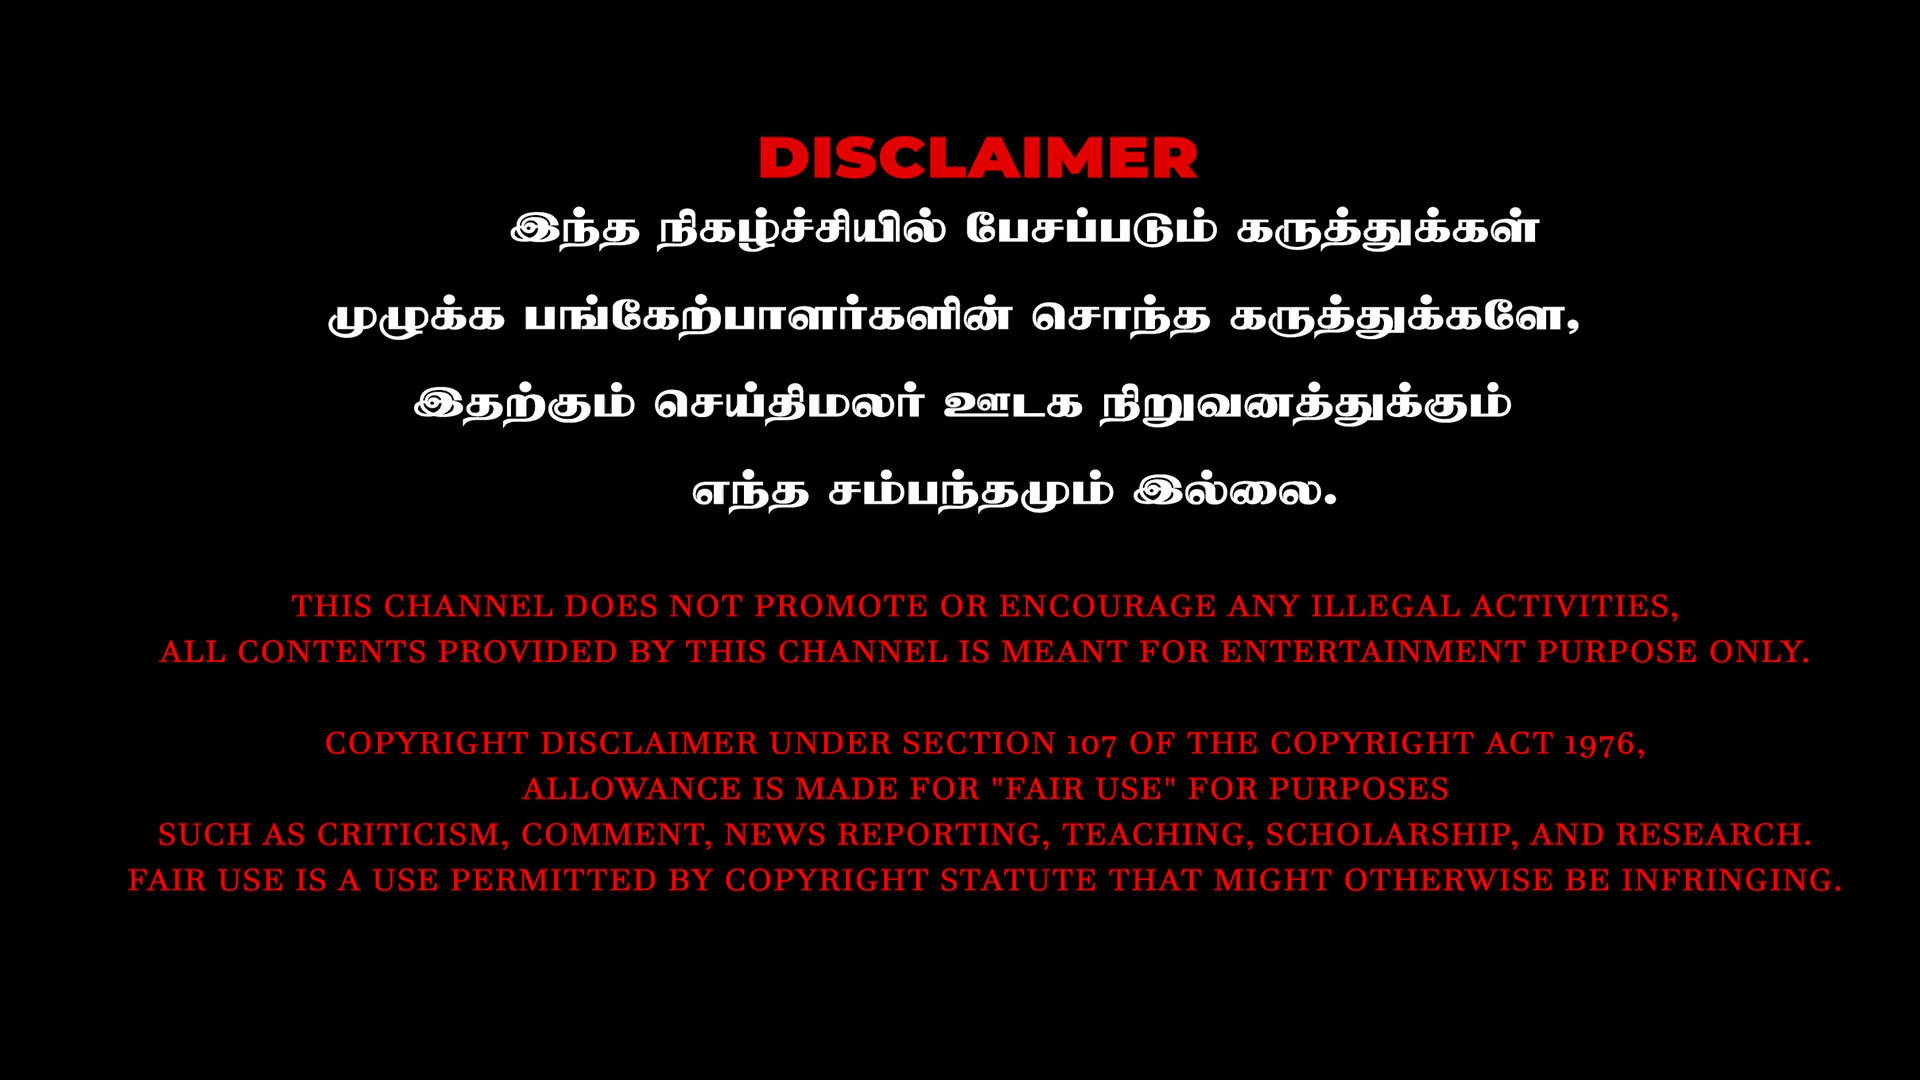 DISCLAIMER
இந்த நிகழ்ச்சியில் பேசப்படும் கருத்துக்கள்
முழுக்க பங்கேற்பாளர்களின் சொந்த கருத்துக்களே,
இதற்கும் செய்திமலர் ஊடக நிறுவனத்துக்கும்
எந்த சம்பந்தமும் இல்லை.
THIS CHANNEL DOES NOT PROMOTE OR ENCOURAGE ANY ILLEGAL ACTIVITIES,
ALL CONTENTS PROVIDED BY THIS CHANNEL IS MEANT FOR ENTERTAINMENT PURPOSE ONLY.
COPYRIGHT DISCLAIMER UNDER SECTION 107 OF THE COPYRIGHT ACT 1976,
ALLOWANCE IS MADE FOR "FAIR USE" FOR PURPOSES
SUCH AS CRITICISM, COMMENT, NEWS REPORTING, TEACHING, SCHOLARSHIP, AND RESEARCH.
FAIR USE IS A USE PERMITTED BY COPYRIGHT STATUTE THAT MIGHT OTHERWISE BE INFRINGING.